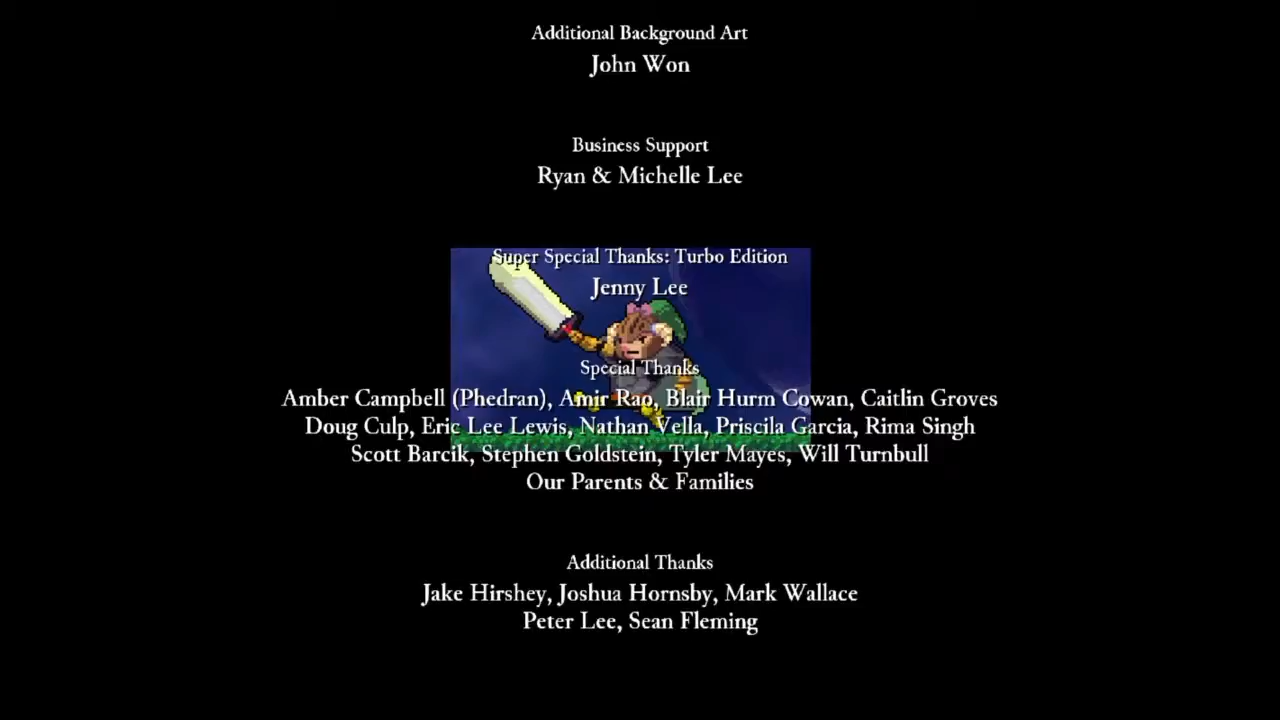 Additional Background Art
John Won
Business Support
Ryan & Michelle Lee
Super Special Thanks: Turbo Edition
Jenny Lee
Special Thanks
Amber Campbell (Phedran), Amir Rao, Blair Hurm Cowan, Caitlin Groves
Doug Culp, Eric Lee Lewis, Nathan Vella, Priscila Garcia, Rima Singh
Scott Barcik, Stephen Goldstein, Tyler Mayes, Will Turnbull
Our Parents & Families
Additional Thanks
Jake Hirshey, Joshua Hornsby, Mark Wallace
Peter Lee, Sean Fleming